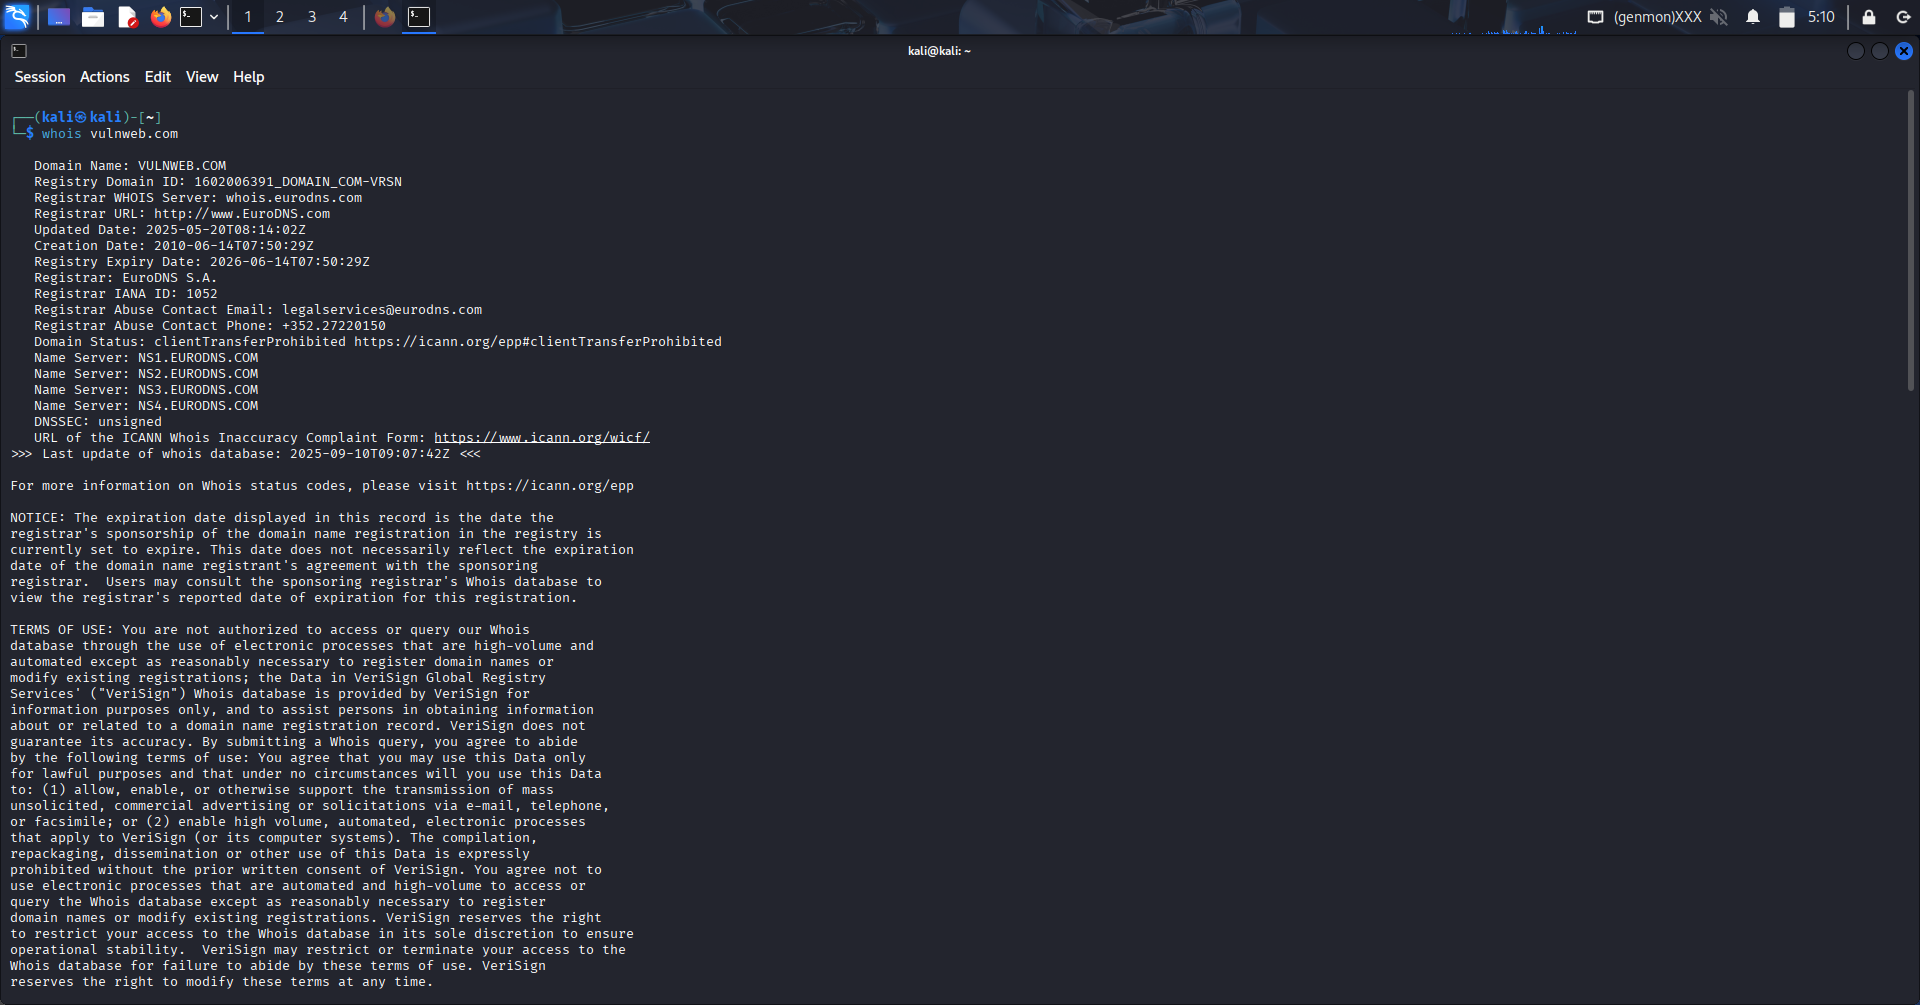 1 2 3 4 (genmon)XXX 5:10
kali@kali: ~
Session Actions Edit View Help
┌──(kali㉿kali)-[~]
└─$ whois vulnweb.com
Domain Name: VULNWEB.COM
Registry Domain ID: 1602006391_DOMAIN_COM-VRSN
Registrar WHOIS Server: whois.eurodns.com
Registrar URL: http://www.EuroDNS.com
Updated Date: 2025-05-20T08:14:02Z
Creation Date: 2010-06-14T07:50:29Z
Registry Expiry Date: 2026-06-14T07:50:29Z
Registrar: EuroDNS S.A.
Registrar IANA ID: 1052
Registrar Abuse Contact Email: legalservices@eurodns.com
Registrar Abuse Contact Phone: +352.27220150
Domain Status: clientTransferProhibited https://icann.org/epp#clientTransferProhibited
Name Server: NS1.EURODNS.COM
Name Server: NS2.EURODNS.COM
Name Server: NS3.EURODNS.COM
Name Server: NS4.EURODNS.COM
DNSSEC: unsigned
URL of the ICANN Whois Inaccuracy Complaint Form: https://www.icann.org/wicf/
>>> Last update of whois database: 2025-09-10T09:07:42Z <<<
For more information on Whois status codes, please visit https://icann.org/epp
NOTICE: The expiration date displayed in this record is the date the
registrar's sponsorship of the domain name registration in the registry is
currently set to expire. This date does not necessarily reflect the expiration
date of the domain name registrant's agreement with the sponsoring
registrar.  Users may consult the sponsoring registrar's Whois database to
view the registrar's reported date of expiration for this registration.
TERMS OF USE: You are not authorized to access or query our Whois
database through the use of electronic processes that are high-volume and
automated except as reasonably necessary to register domain names or
modify existing registrations; the Data in VeriSign Global Registry
Services' ("VeriSign") Whois database is provided by VeriSign for
information purposes only, and to assist persons in obtaining information
about or related to a domain name registration record. VeriSign does not
guarantee its accuracy. By submitting a Whois query, you agree to abide
by the following terms of use: You agree that you may use this Data only
for lawful purposes and that under no circumstances will you use this Data
to: (1) allow, enable, or otherwise support the transmission of mass
unsolicited, commercial advertising or solicitations via e-mail, telephone,
or facsimile; or (2) enable high volume, automated, electronic processes
that apply to VeriSign (or its computer systems). The compilation,
repackaging, dissemination or other use of this Data is expressly
prohibited without the prior written consent of VeriSign. You agree not to
use electronic processes that are automated and high-volume to access or
query the Whois database except as reasonably necessary to register
domain names or modify existing registrations. VeriSign reserves the right
to restrict your access to the Whois database in its sole discretion to ensure
operational stability.  VeriSign may restrict or terminate your access to the
Whois database for failure to abide by these terms of use. VeriSign
reserves the right to modify these terms at any time.